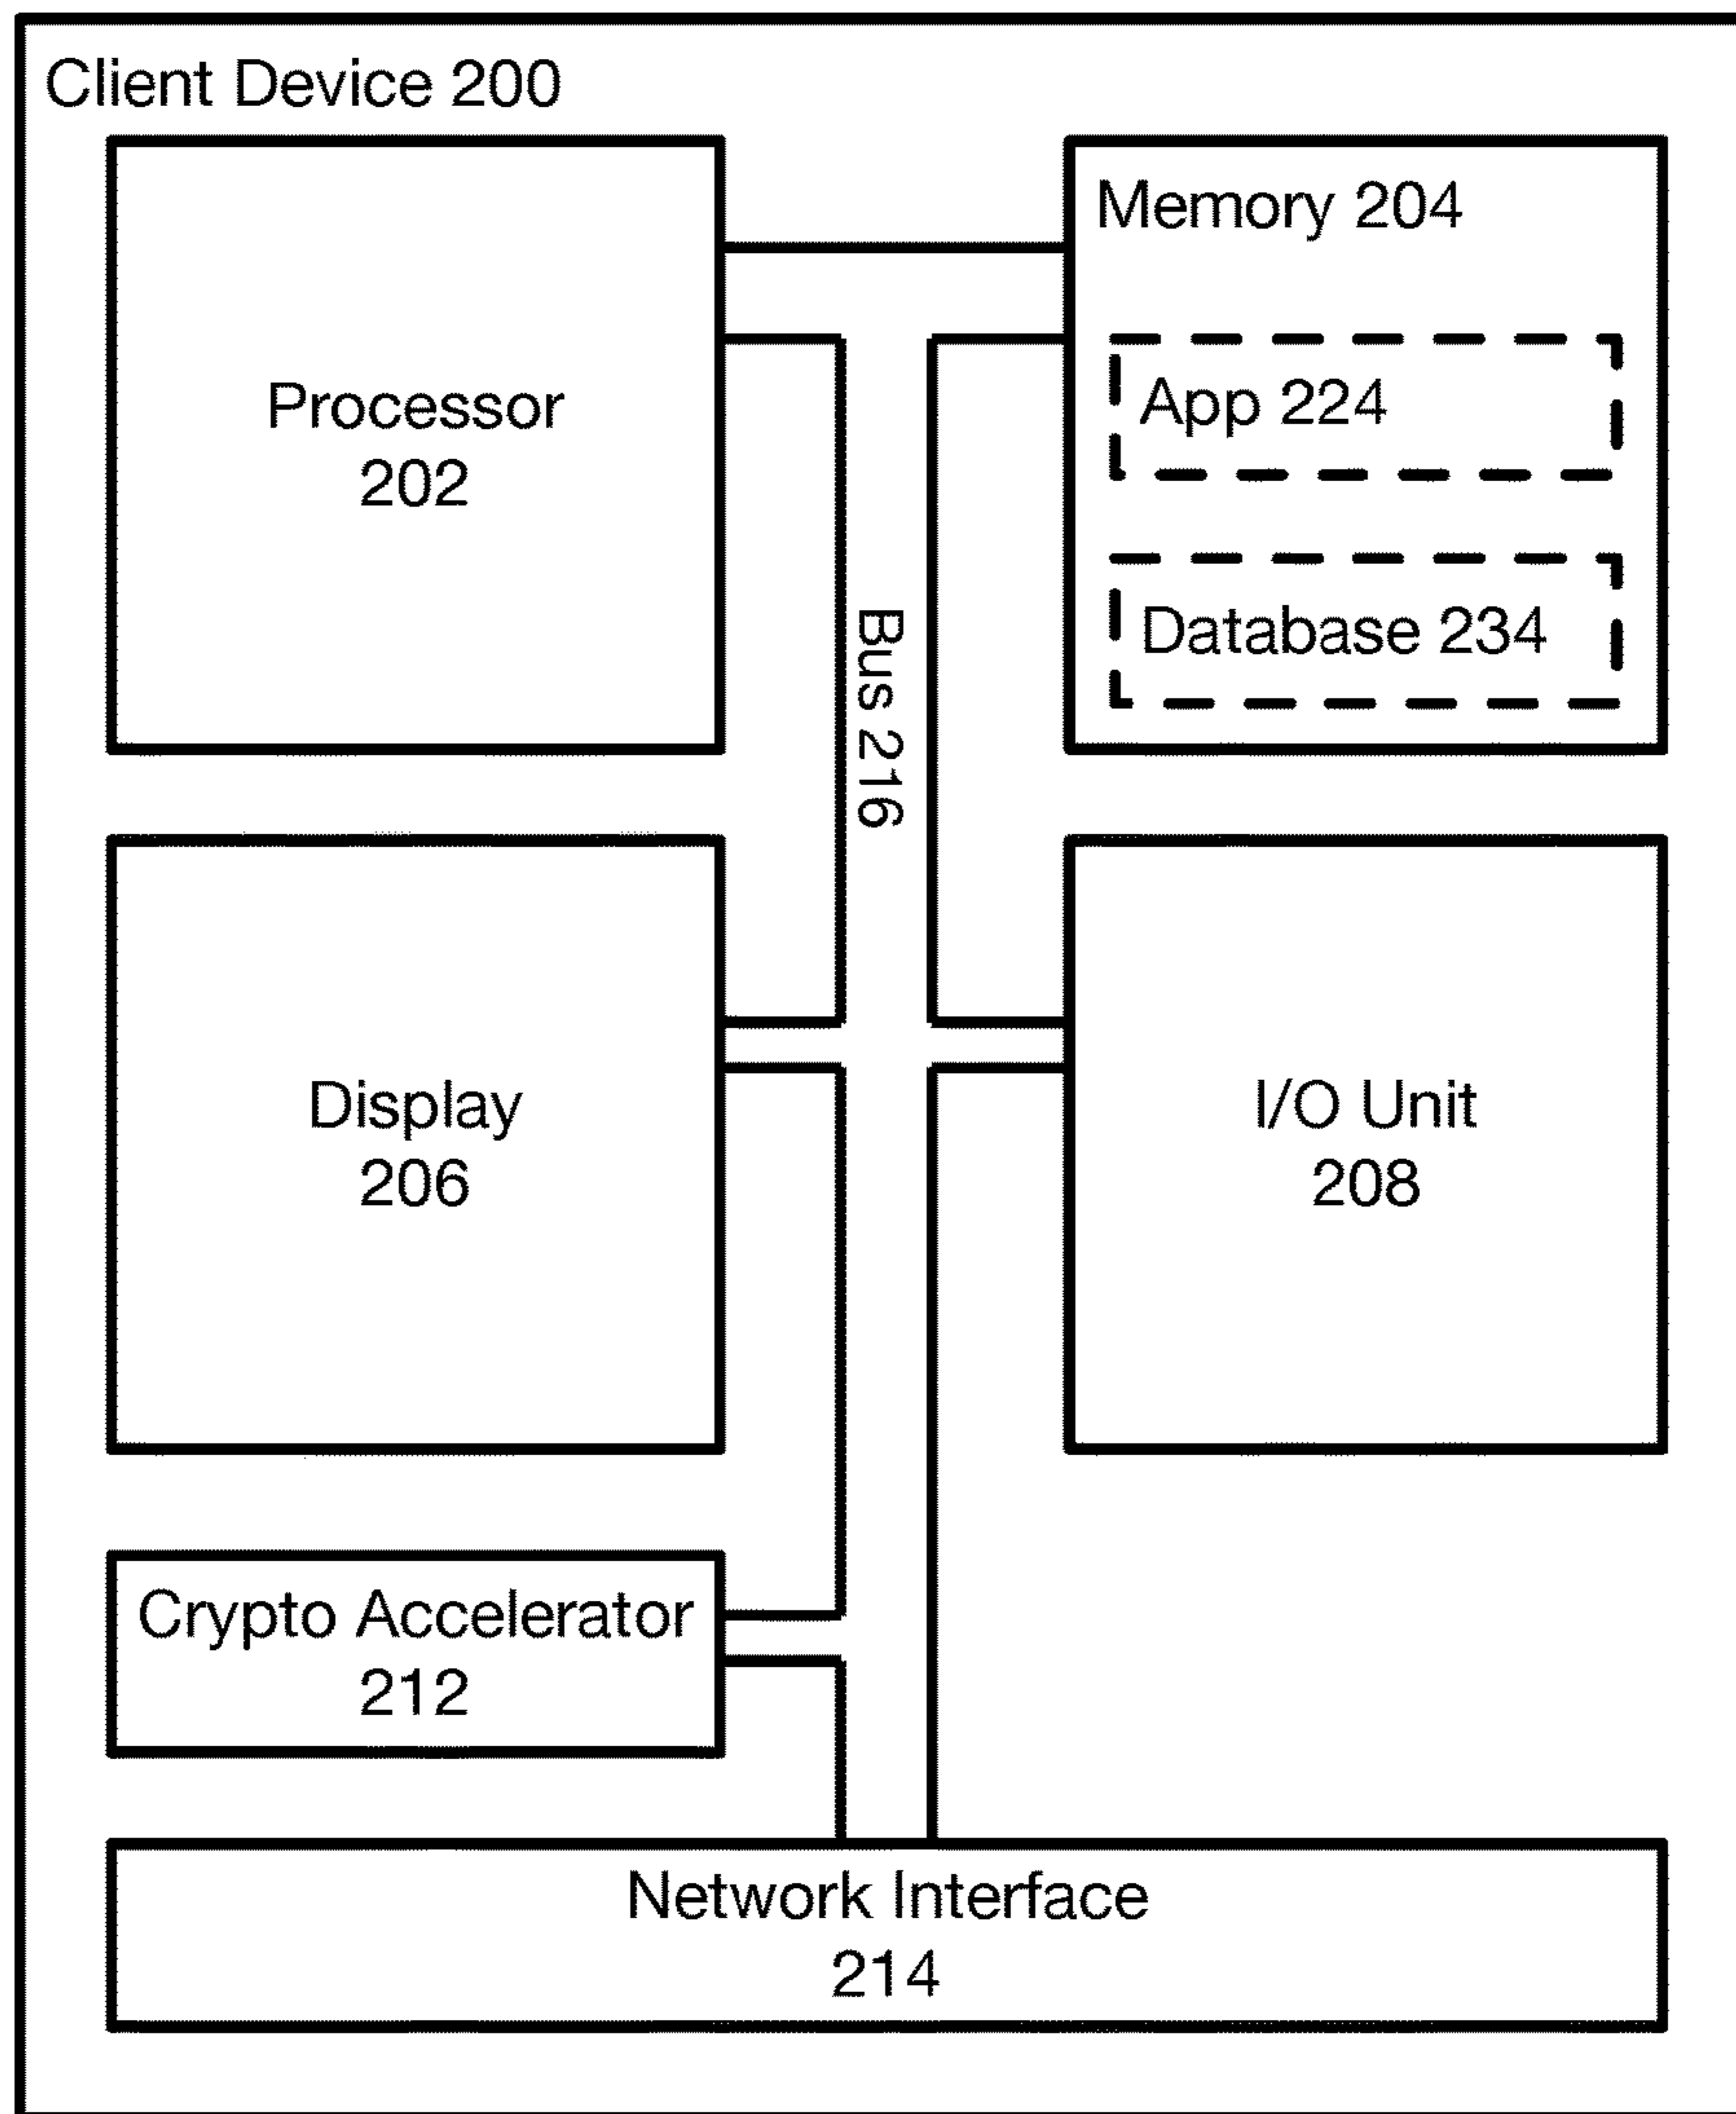 Client Device 200
Processor
202
Memory 204
App 224
Database 234
Bus 216
Display
206
I/O Unit
208
Crypto Accelerator
212
Network Interface
214